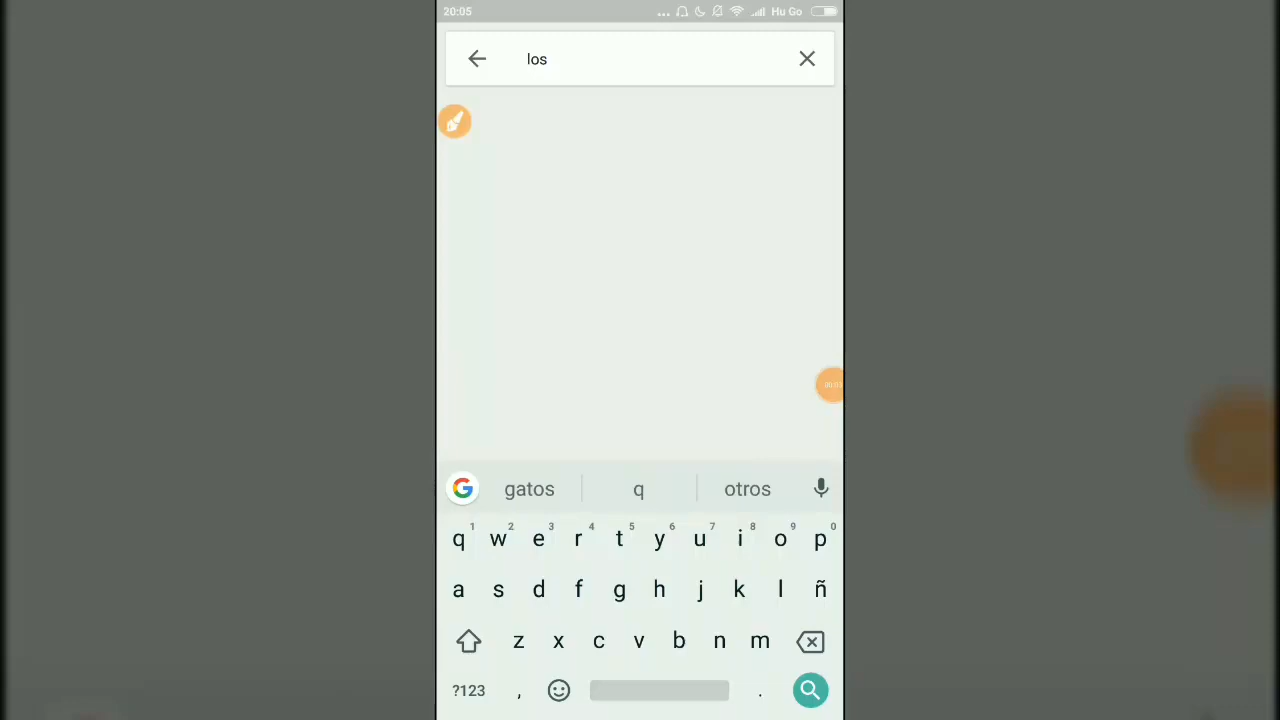 20:05 ... Hu Go
los
gatos q otros
1 2 3 4 5 6 7 8 9 0
q w e r t y u i o p
a s d f g h j k l ñ
z x c v b n m
?123 , .